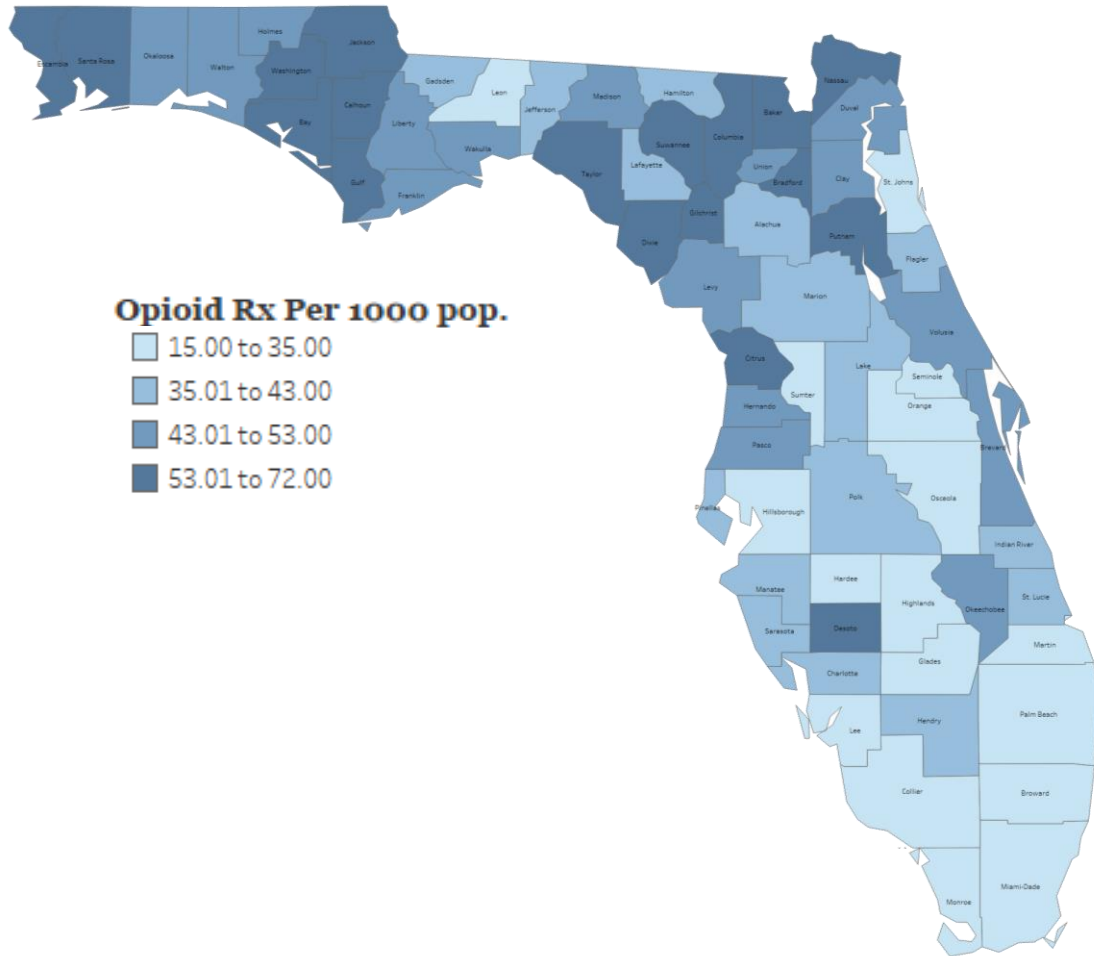 Holmes
Jackson
Escambia
Santa Rosa
Okaloosa
Walton
Washington
Calhoun
Bay
Liberty
Gulf
Franklin
Gadsden
Leon
Jefferson
Wakulla
Madison
Hamilton
Taylor
Lafayette
Suwannee
Columbia
Baker
Nassau
Duval
Union
Bradford
Clay
St. Johns
Gilchrist
Dixie
Alachua
Putnam
Flagler
Levy
Marion
Volusia
Opioid Rx Per 1000 pop.
15.00 to 35.00
35.01 to 43.00
43.01 to 53.00
53.01 to 72.00
Citrus
Sumter
Lake
Seminole
Orange
Hernando
Pasco
Brevard
Pinellas
Hillsborough
Polk
Osceola
Indian River
Manatee
Hardee
Highlands
Okeechobee
St. Lucie
Sarasota
Desoto
Martin
Glades
Charlotte
Lee
Hendry
Palm Beach
Collier
Broward
Monroe
Miami-Dade